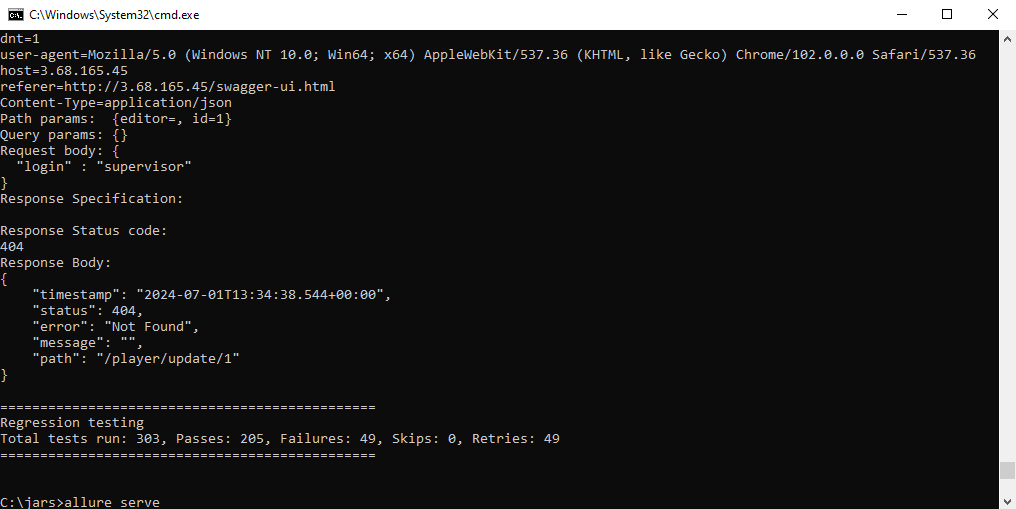 C:\Windows\System32\cmd.exe
dnt=1
user-agent=Mozilla/5.0 (Windows NT 10.0; Win64; x64) AppleWebKit/537.36 (KHTML, like Gecko) Chrome/102.0.0.0 Safari/537.36
host=3.68.165.45
referer=http://3.68.165.45/swagger-ui.html
Content-Type=application/json
Path params:  {editor=, id=1}
Query params: {}
Request body: {
  "login" : "supervisor"
}
Response Specification:
Response Status code:
404
Response Body:
{
    "timestamp": "2024-07-01T13:34:38.544+00:00",
    "status": 404,
    "error": "Not Found",
    "message": "",
    "path": "/player/update/1"
}
===============================================
Regression testing
Total tests run: 303, Passes: 205, Failures: 49, Skips: 0, Retries: 49
===============================================
C:\jars>allure serve